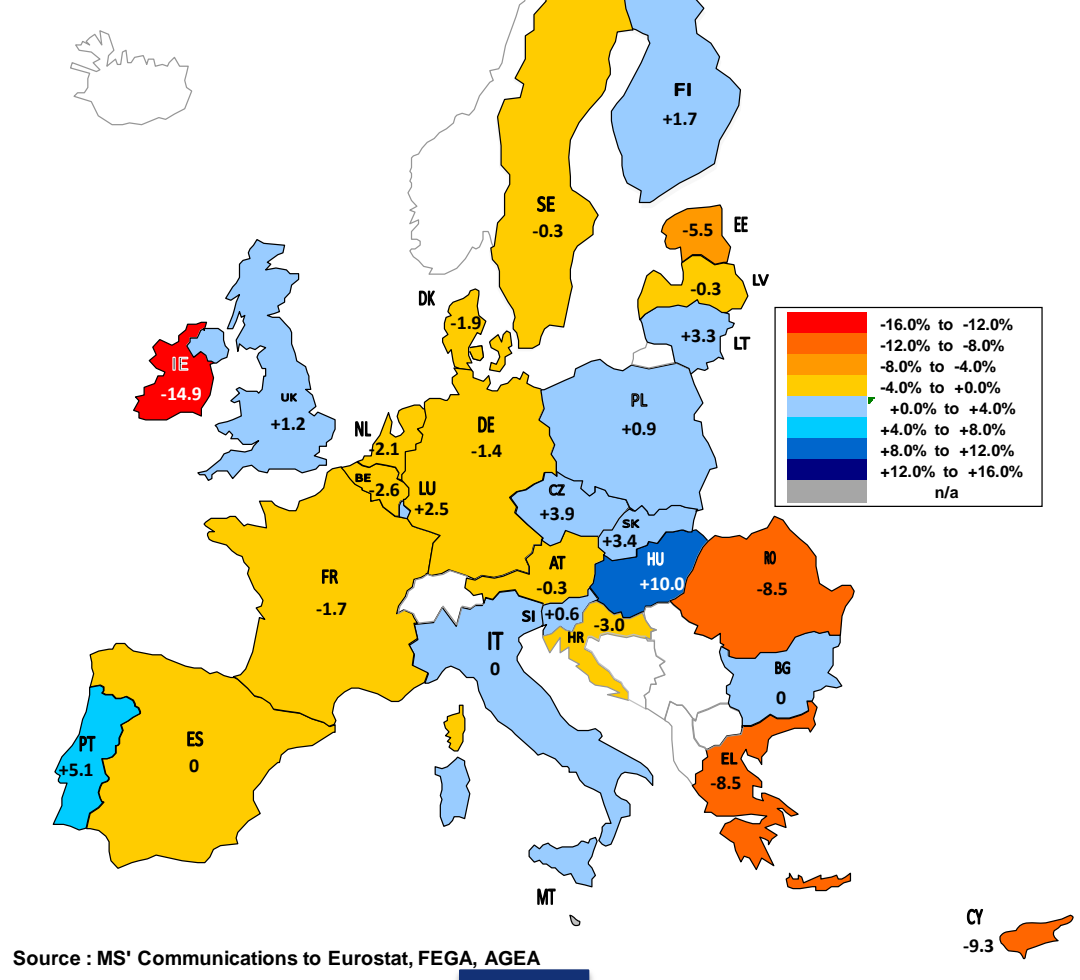 FI
+1.7
SE
-0.3
-5.5
EE
-0.3
LV
DK
-1.9
+3.3
LT
IE
-14.9
UK
+1.2
NL
-2.1
DE
-1.4
PL
+0.9
BE
-2.6
LU
+2.5
CZ
+3.9
SK
+3.4
HU
+10.0
AT
-0.3
RO
-8.5
FR
-1.7
SI
+0.6
HR
-3.0
IT
0
BG
0
PT
+5.1
ES
0
EL
-8.5
MT
CY
-9.3
-16.0% to -12.0%
-12.0% to -8.0%
-8.0% to -4.0%
-4.0% to +0.0%
+0.0% to +4.0%
+4.0% to +8.0%
+8.0% to +12.0%
+12.0% to +16.0%
n/a
Source : MS' Communications to Eurostat, FEGA, AGEA